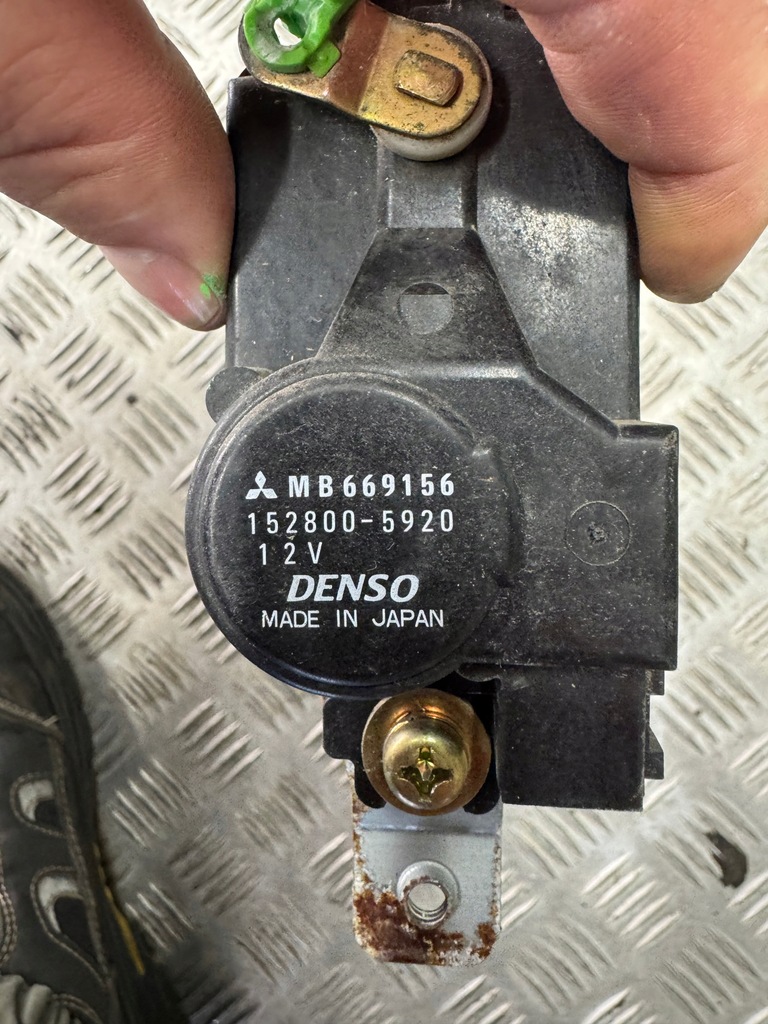 MB669156
152800-5920
12V
DENSO
MADE IN JAPAN